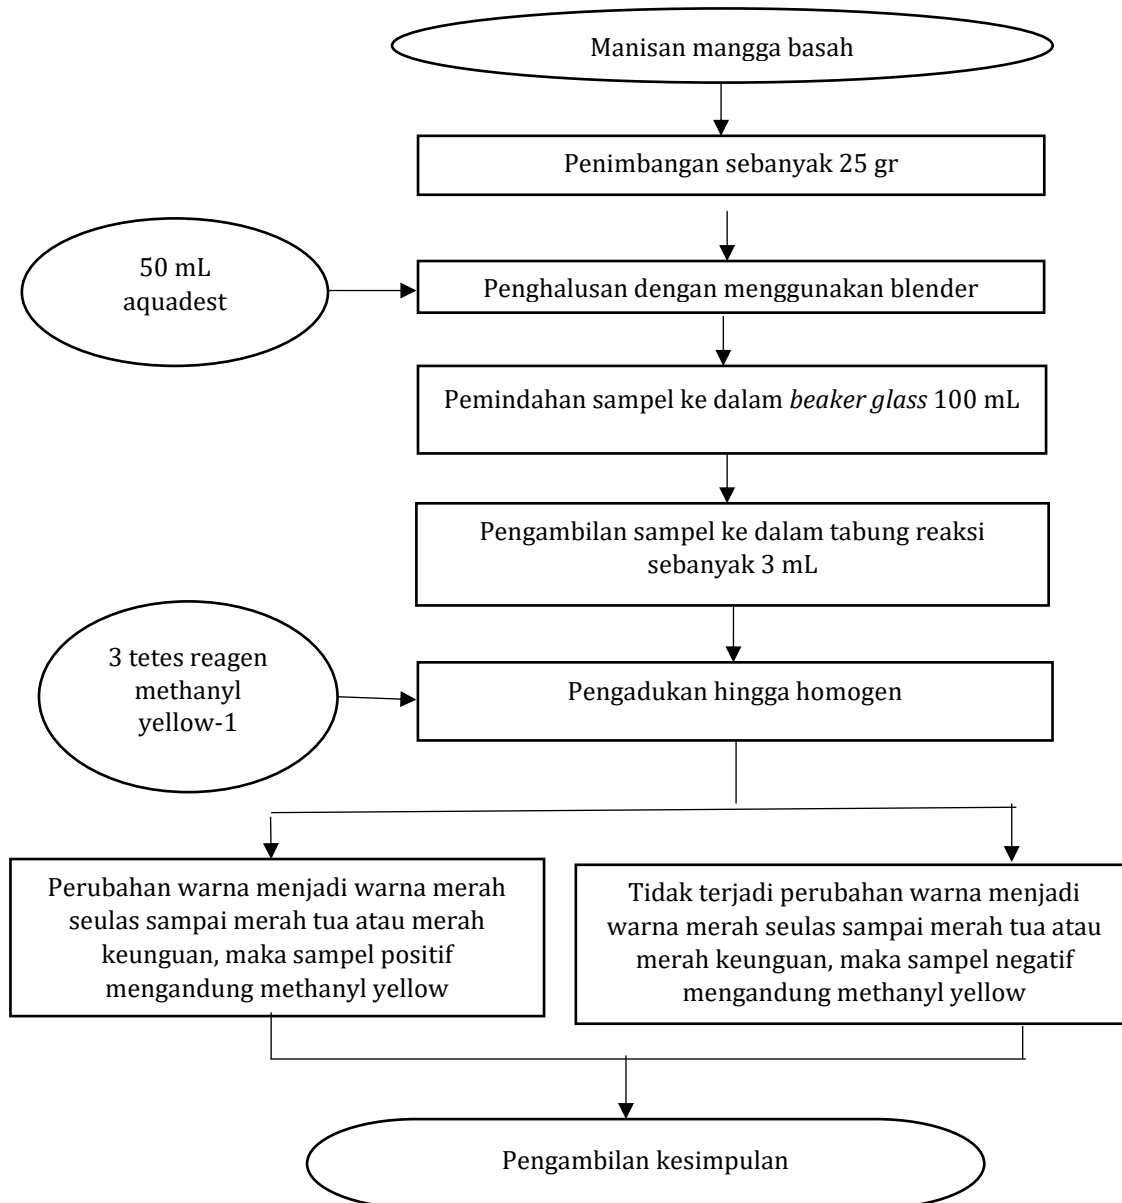 Manisan mangga basah
Penimbangan sebanyak 25 gr
50 mL
aquadest
Penghalusan dengan menggunakan blender
Pemindahan sampel ke dalam beaker glass 100 mL
Pengambilan sampel ke dalam tabung reaksi
sebanyak 3 mL
3 tetes reagen
methanyl
yellow-1
Pengadukan hingga homogen
Perubahan warna menjadi warna merah
seulas sampai merah tua atau merah
keunguan, maka sampel positif
mengandung methanyl yellow
Tidak terjadi perubahan warna menjadi
warna merah seulas sampai merah tua atau
merah keunguan, maka sampel negatif
mengandung methanyl yellow
Pengambilan kesimpulan